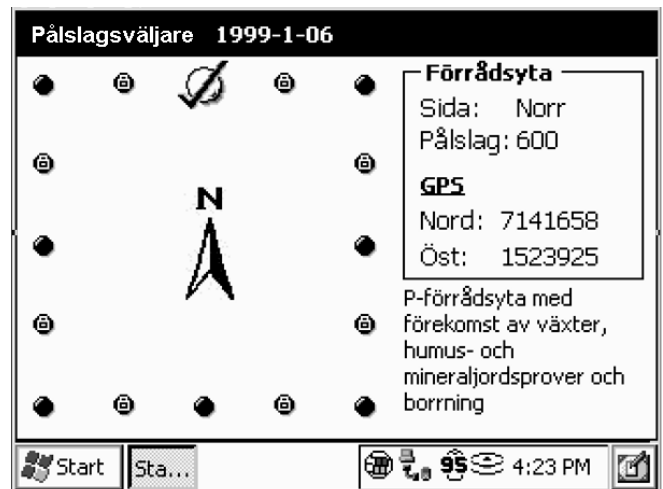 Pålslagsväljare 1999-1-06
Förrådsyta
Sida: Norr
Pålslag: 600
GPS
Nord: 7141658
Öst: 1523925
N
P-förrådsyta med
förekomst av växter,
humus- och
mineraljordsprover och
borrning
Start
Sta...
95
4:23 PM